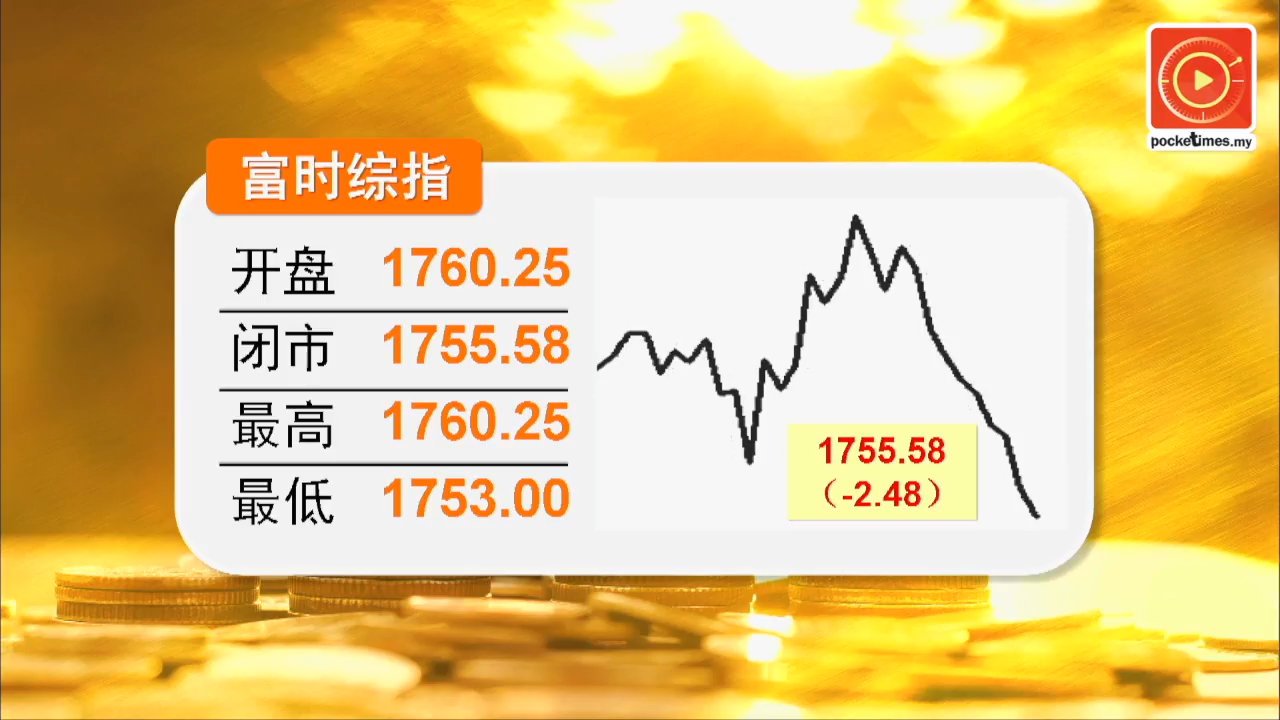 pocketimes.my
富时综指
开盘 1760.25
闭市 1755.58
最高 1760.25
最低 1753.00
1755.58
（-2.48）